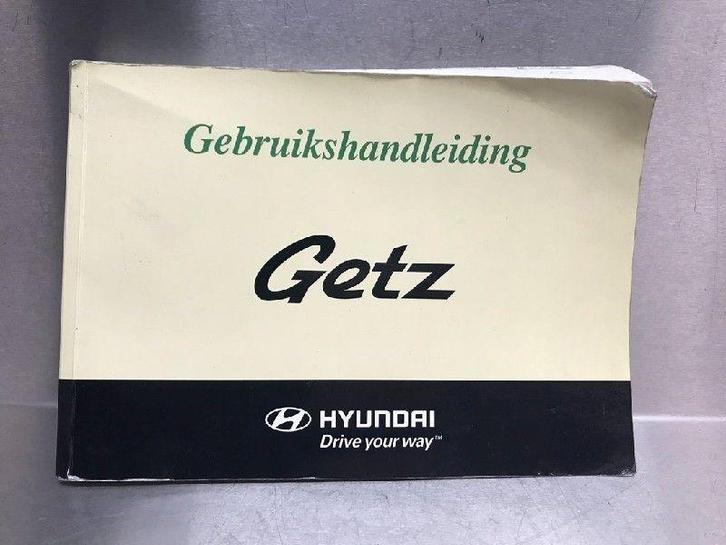 Gebruikshandleiding
Getz
HYUNDAI
Drive your way™